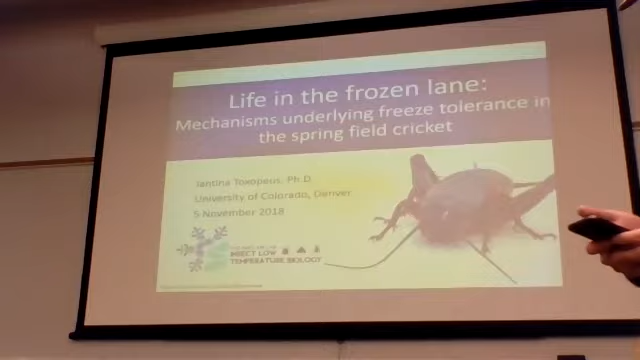 Life in the frozen lane:
Mechanisms underlying freeze tolerance in
the spring field cricket
Jantina Toxopeus, Ph.D.
University of Colorado, Denver
5 November 2018
INSECT LOW
TEMPERATURE BIOLOGY